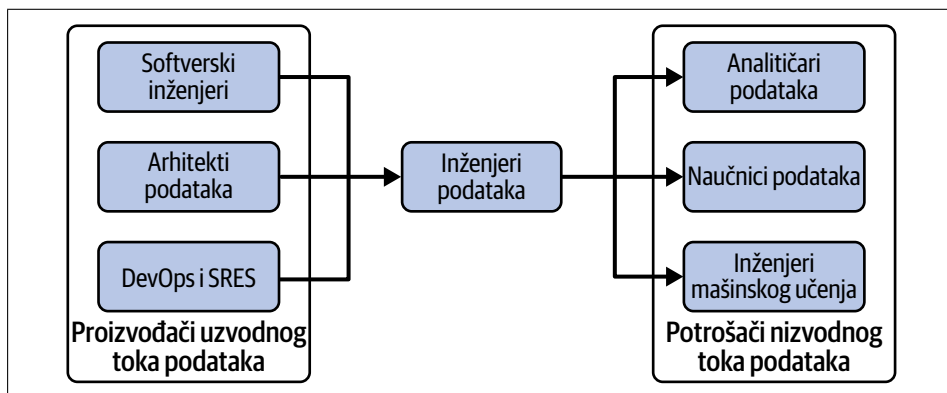 Softverski
inženjeri
Arhitekti
podataka
DevOps i SRES
Proizvođači uzvodnog
toka podataka
Inženjeri
podataka
Analitičari
podataka
Naučnici podataka
Inženjeri
mašinskog učenja
Potrošači nizvodnog
toka podataka